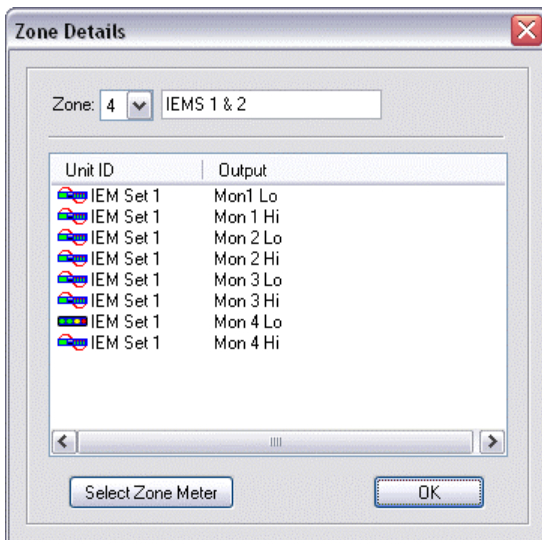 Zone Details
Zone: 4 IEMS 1 & 2
Unit ID Output
IEM Set 1 Mon1 Lo
IEM Set 1 Mon 1 Hi
IEM Set 1 Mon 2 Lo
IEM Set 1 Mon 2 Hi
IEM Set 1 Mon 3 Lo
IEM Set 1 Mon 3 Hi
IEM Set 1 Mon 4 Lo
IEM Set 1 Mon 4 Hi
Select Zone Meter OK